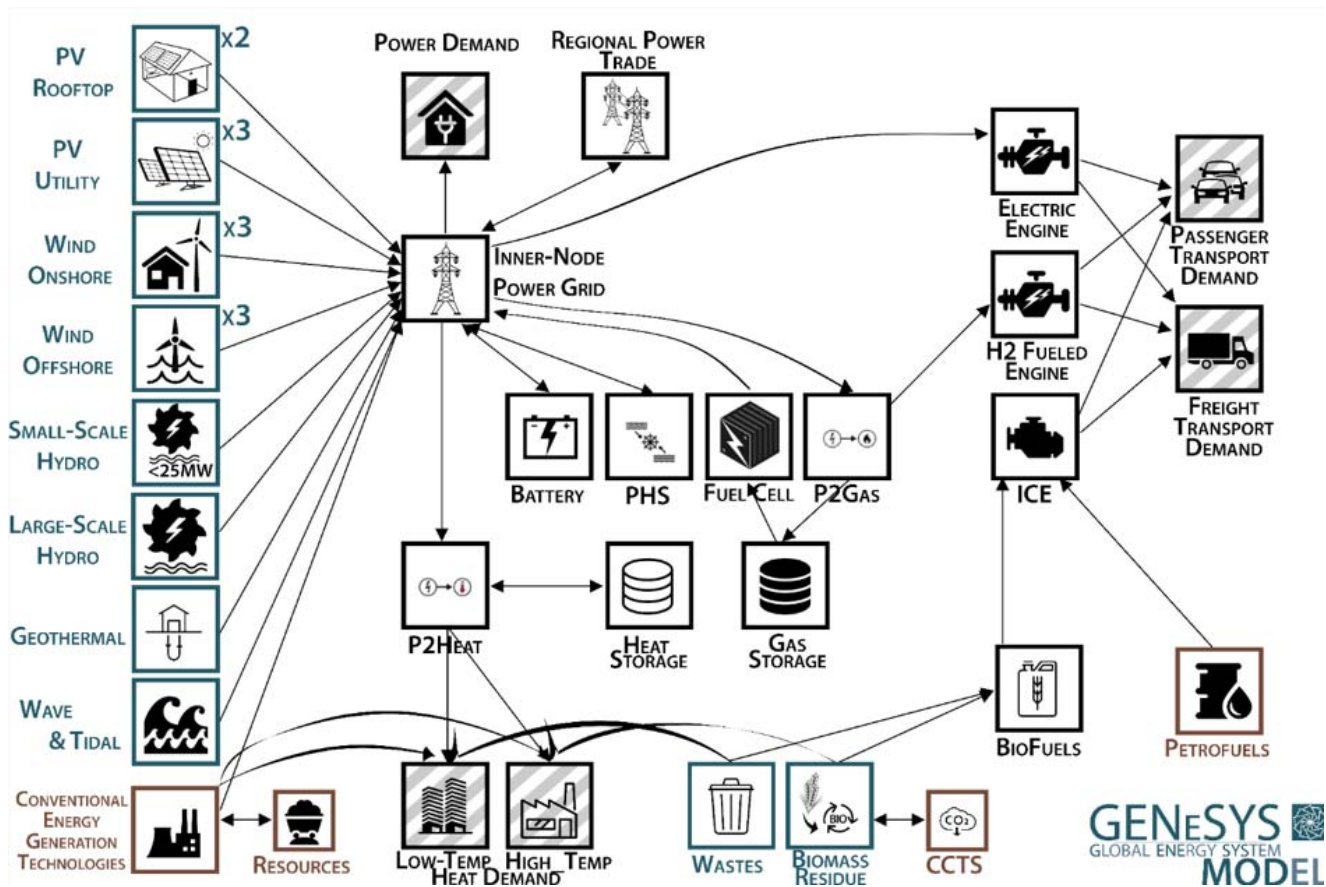 PV
ROOFTOP
x2
PV
UTILITY
x3
WIND
ONSHORE
x3
WIND
OFFSHORE
x3
SMALL-SCALE
HYDRO
<25MW
LARGE-SCALE
HYDRO
GEOTHERMAL
WAVE
& TIDAL
CONVENTIONAL
ENERGY
GENERATION
TECHNOLOGIES
RESOURCES
POWER DEMAND
REGIONAL POWER
TRADE
INNER-NODE
POWER GRID
BATTERY
PHS
FUEL CELL
P2GAS
P2HEAT
HEAT
STORAGE
GAS
STORAGE
LOW-TEMP HIGH_TEMP
HEAT DEMAND
WASTES
BIO
BIOMASS
RESIDUE
CO2
CCTS
ELECTRIC
ENGINE
H2 FUELED
ENGINE
ICE
PASSENGER
TRANSPORT
DEMAND
FREIGHT
TRANSPORT
DEMAND
BIOFUELS
PETROFUELS
GENESYS
GLOBAL ENERGY SYSTEM
MODEL